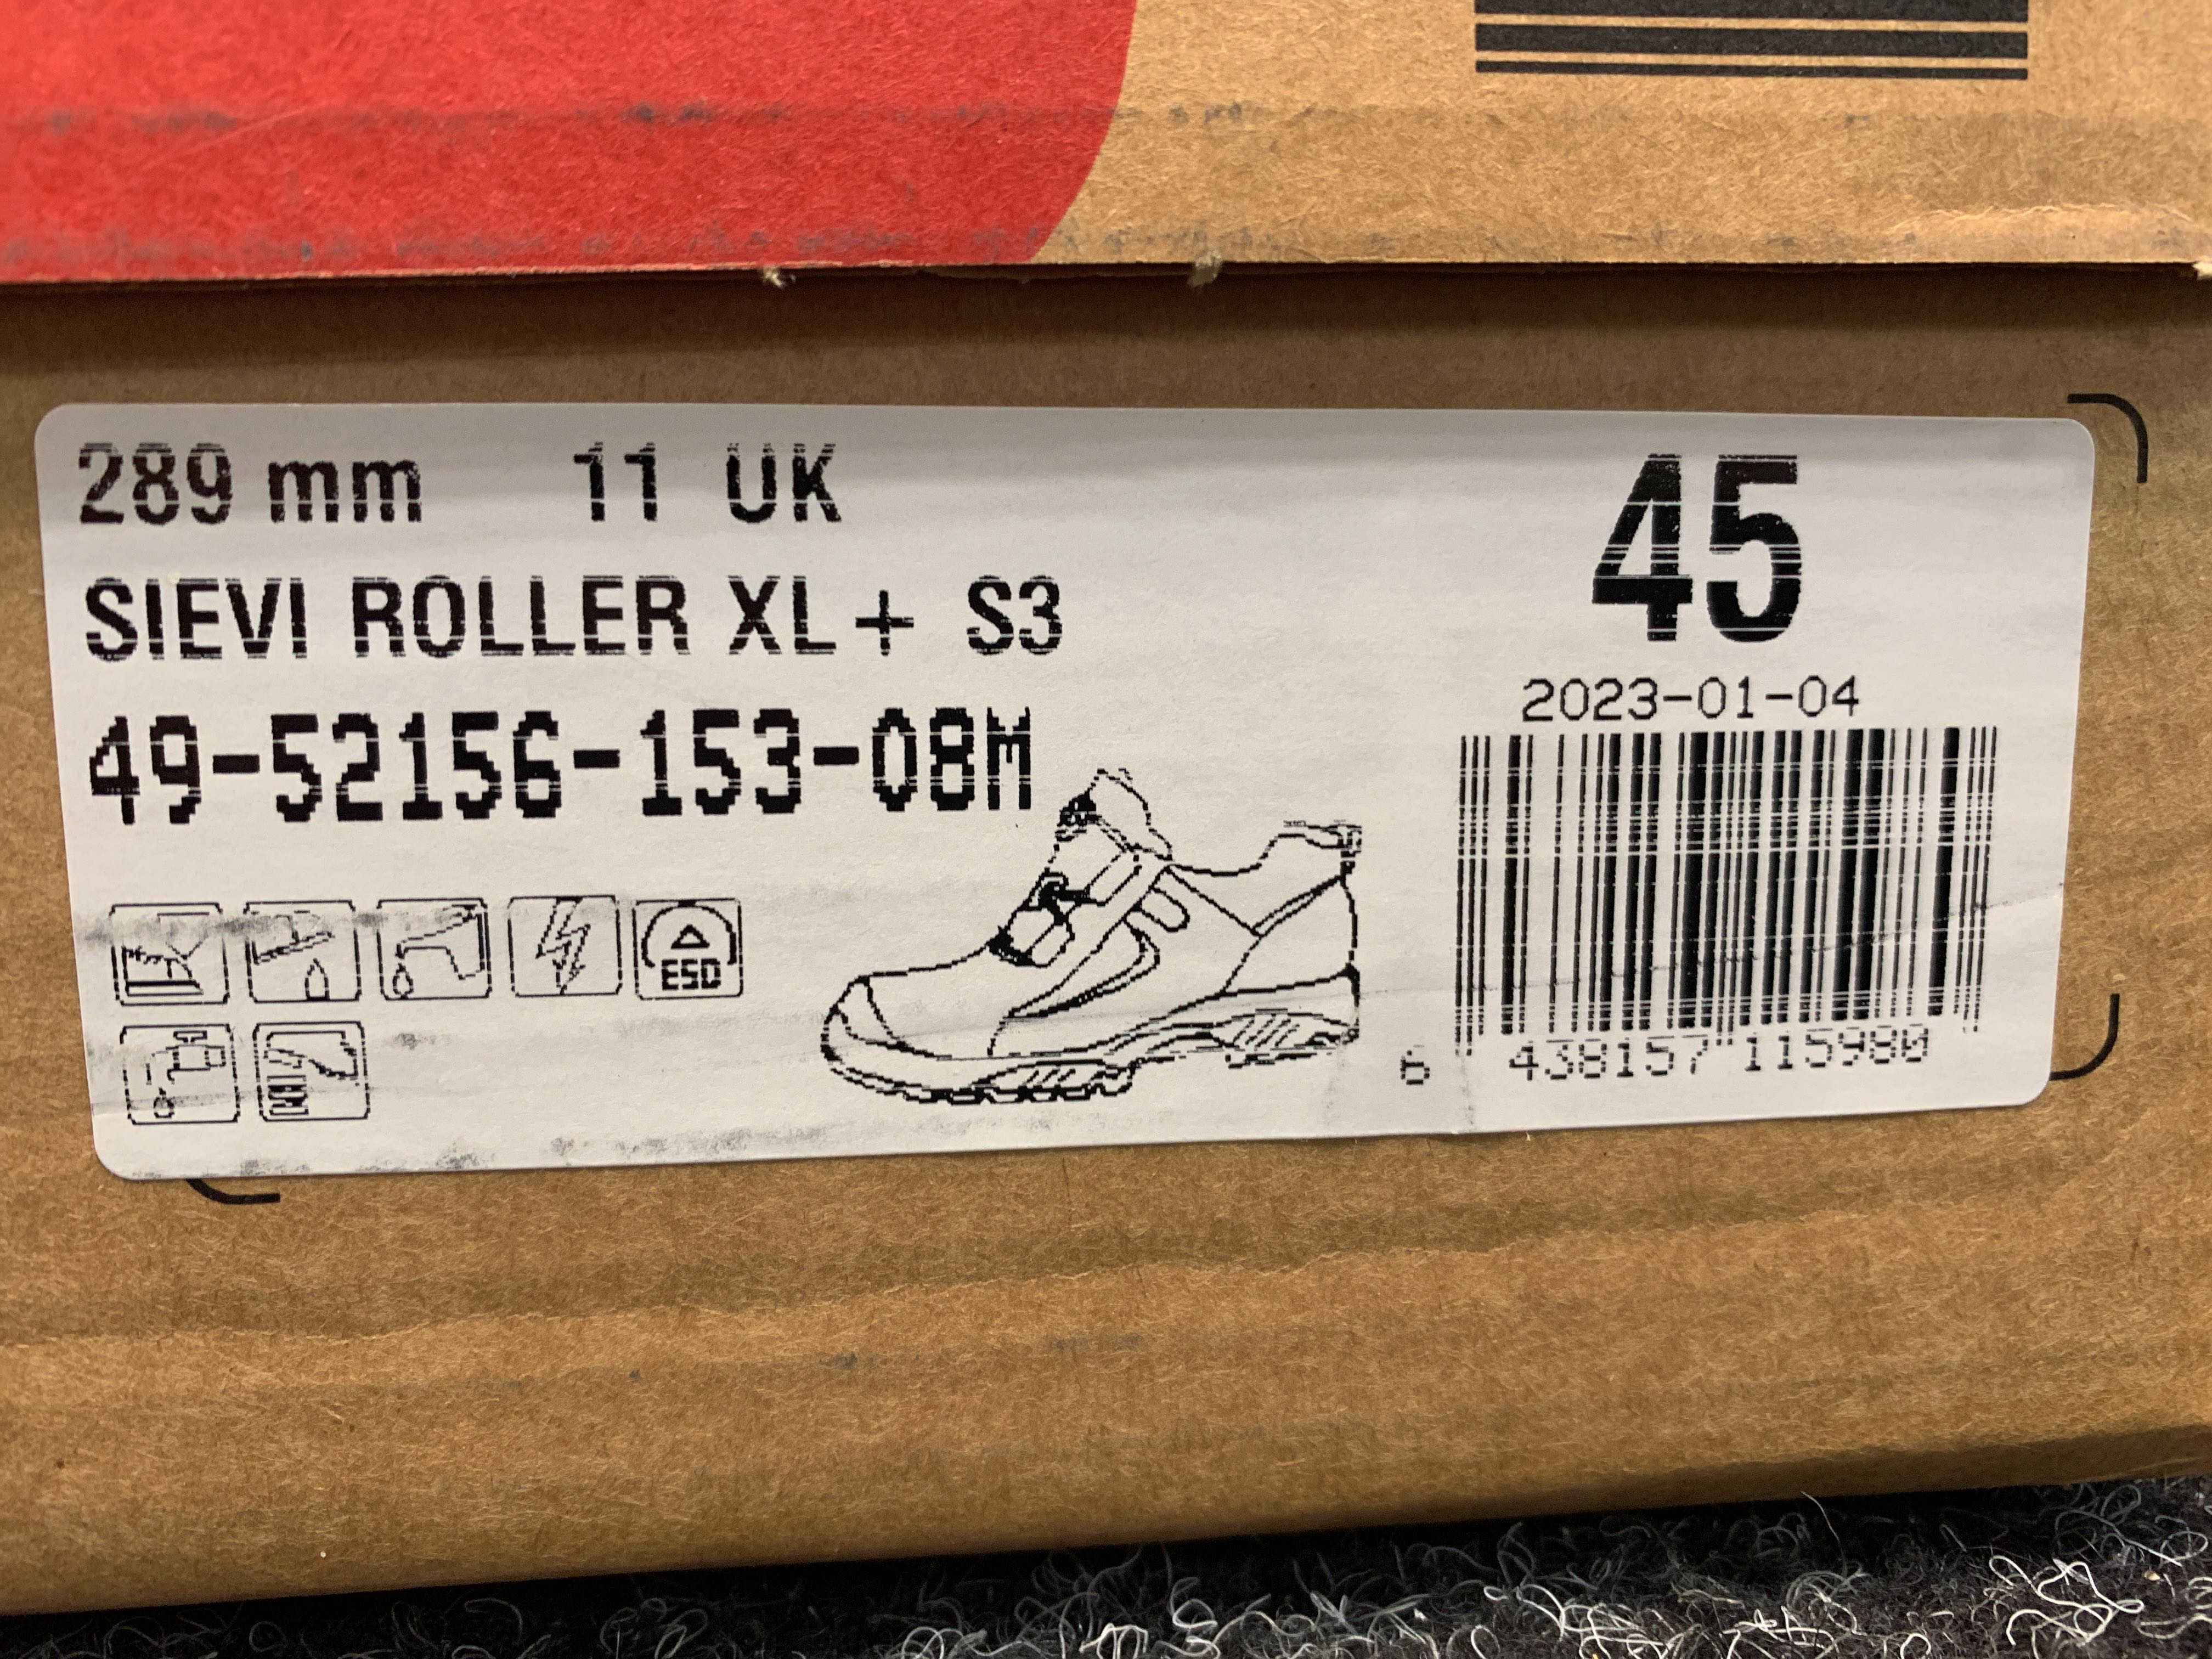 289 mm 11 UK
45
SIEVI ROLLER XL+ S3
2023-01-04
49-52156-153-08M
ESD
6 438157 115980